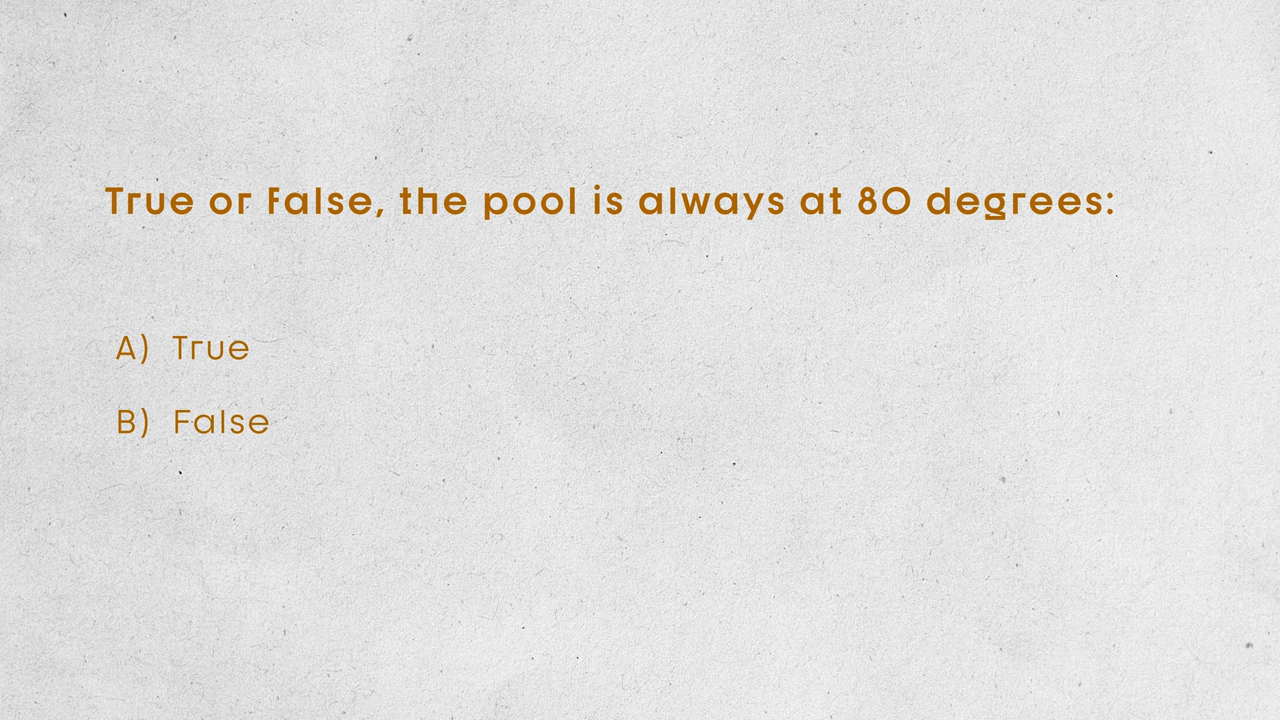 True or False, the pool is always at 80 degrees:
A) True
B) False